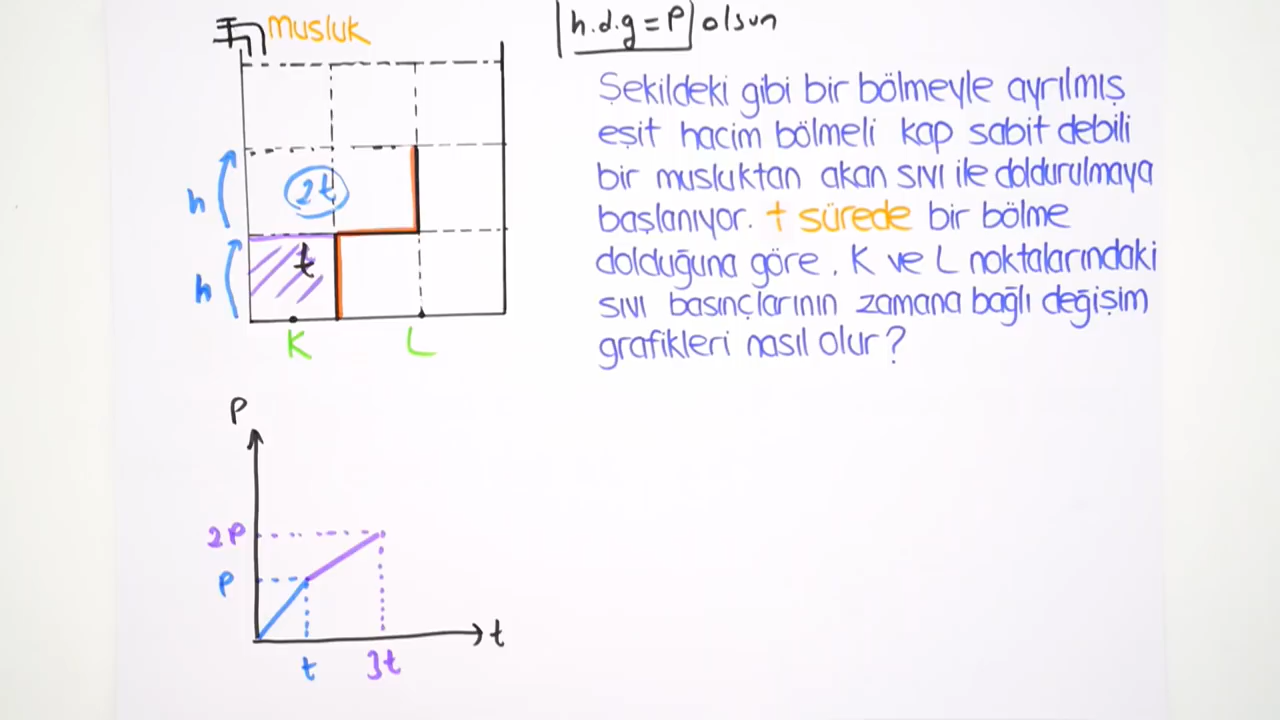 musluk
h.d.g = P olsun
Şekildeki gibi bir bölmeyle ayrılmış
eşit hacim bölmeli kap sabit debili
bir musluktan akan sıvı ile doldurulmaya
başlanıyor. t sürede bir bölme
dolduğuna göre, K ve L noktalarındaki
sıvı basınçlarının zamana bağlı değişim
grafikleri nasıl olur?
h
2t
h
t
K
L
P
2P
P
t
t
3t